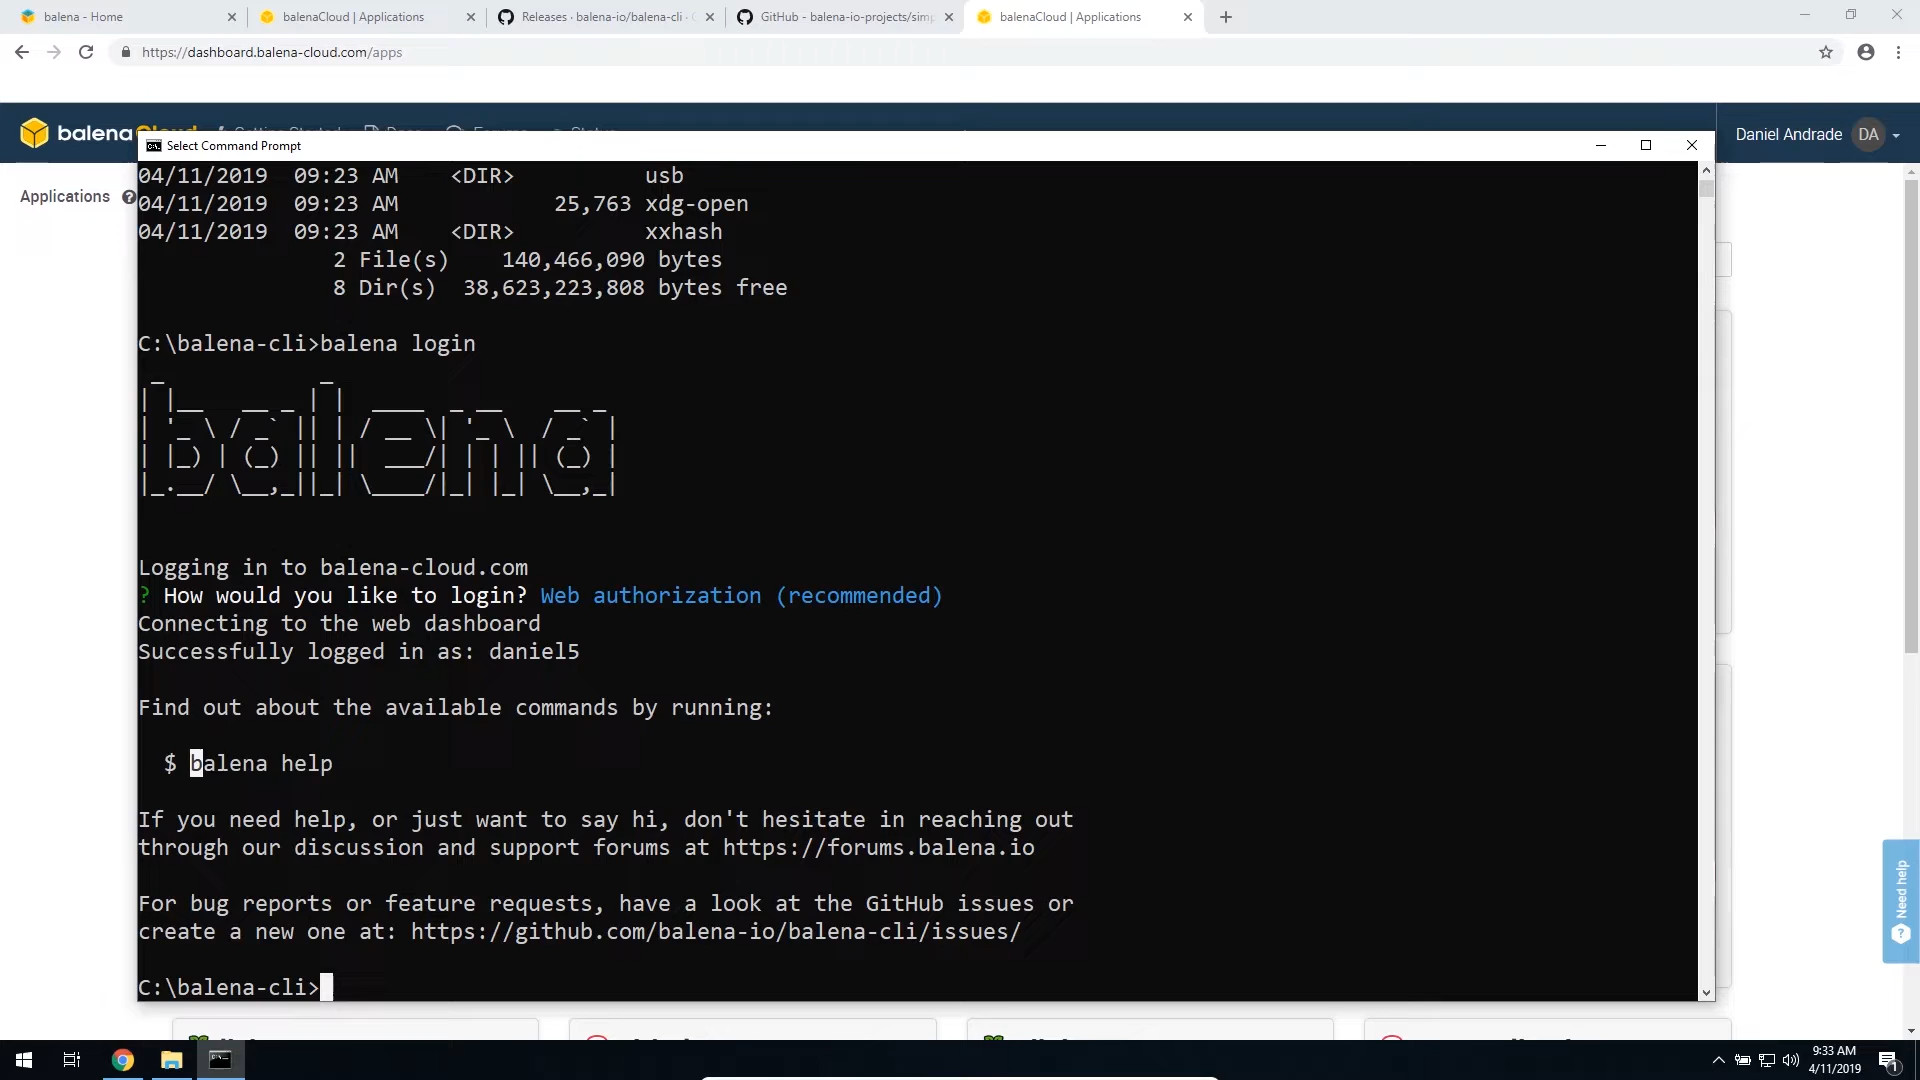 balena - Home
balenaCloud | Applications
Releases · balena-io/balena-cli ·
GitHub - balena-io-projects/simp
balenaCloud | Applications
https://dashboard.balena-cloud.com/apps
balenaCloud
Getting Started
Docs
Forums
Status
Daniel Andrade
DA
Applications
Select Command Prompt
04/11/2019  09:23 AM    <DIR>          usb
04/11/2019  09:23 AM            25,763 xdg-open
04/11/2019  09:23 AM    <DIR>          xxhash
2 File(s)    140,466,090 bytes
8 Dir(s)  38,623,223,808 bytes free
C:\balena-cli>balena login
balena
Logging in to balena-cloud.com
? How would you like to login? Web authorization (recommended)
Connecting to the web dashboard
Successfully logged in as: daniel5
Find out about the available commands by running:
$ balena help
If you need help, or just want to say hi, don't hesitate in reaching out
through our discussion and support forums at https://forums.balena.io
For bug reports or feature requests, have a look at the GitHub issues or
create a new one at: https://github.com/balena-io/balena-cli/issues/
C:\balena-cli>
Need help
?
9:33 AM
4/11/2019
1